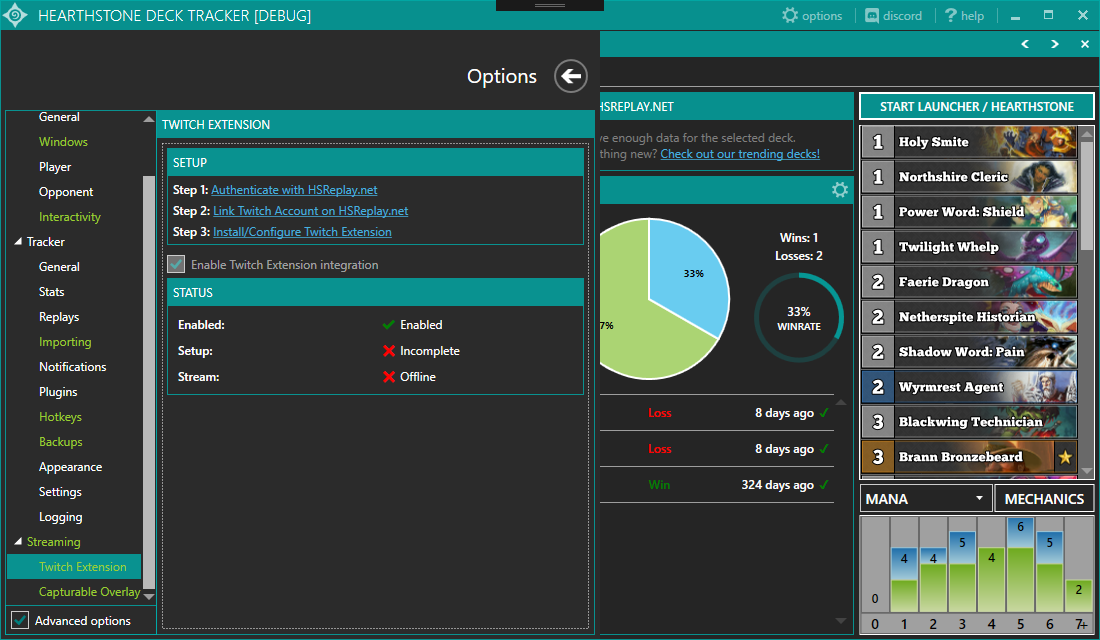 HEARTHSTONE DECK TRACKER [DEBUG]
options
discord
help
Options
General
Windows
Player
Opponent
Interactivity
Tracker
General
Stats
Replays
Importing
Notifications
Plugins
Hotkeys
Backups
Appearance
Settings
Logging
Streaming
Twitch Extension
Capturable Overlay
Advanced options
TWITCH EXTENSION
SETUP
Step 1: Authenticate with HSReplay.net
Step 2: Link Twitch Account on HSReplay.net
Step 3: Install/Configure Twitch Extension
Enable Twitch Extension integration
STATUS
Enabled: Enabled
Setup: Incomplete
Stream: Offline
HSREPLAY.NET
ve enough data for the selected deck.
thing new? Check out our trending decks!
33%
7%
Wins: 1
Losses: 2
33%
WINRATE
Loss 8 days ago
Loss 8 days ago
Win 324 days ago
START LAUNCHER / HEARTHSTONE
1 Holy Smite
1 Northshire Cleric
1 Power Word: Shield
1 Twilight Whelp
2 Faerie Dragon
2 Netherspite Historian
2 Shadow Word: Pain
2 Wyrmrest Agent
3 Blackwing Technician
3 Brann Bronzebeard
MANA
MECHANICS
0 4 4 5 4 6 5 2
0 1 2 3 4 5 6 7+